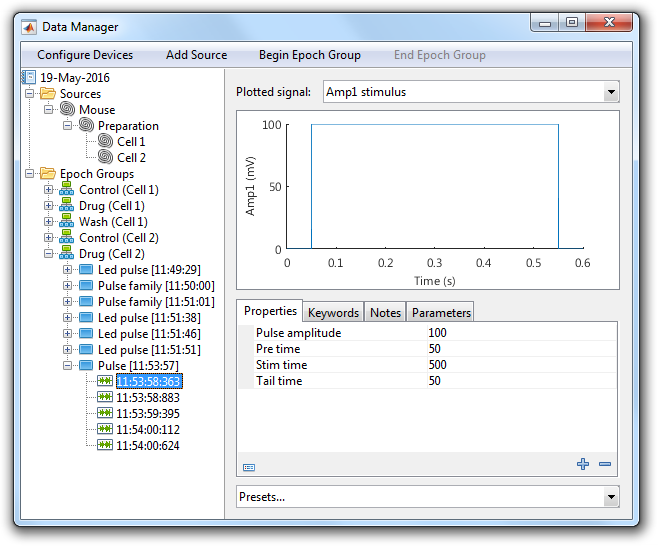 Data Manager
Configure Devices Add Source Begin Epoch Group End Epoch Group
19-May-2016
Sources
Mouse
Preparation
Cell 1
Cell 2
Epoch Groups
Control (Cell 1)
Drug (Cell 1)
Wash (Cell 1)
Control (Cell 2)
Drug (Cell 2)
Led pulse [11:49:29]
Pulse family [11:50:00]
Pulse family [11:51:01]
Led pulse [11:51:38]
Led pulse [11:51:46]
Led pulse [11:51:51]
Pulse [11:53:57]
11:53:58:363
11:53:58:883
11:53:59:395
11:54:00:112
11:54:00:624
Plotted signal: Amp1 stimulus
100
50
0
Amp1 (mV)
0 0.1 0.2 0.3 0.4 0.5 0.6
Time (s)
Properties Keywords Notes Parameters
Pulse amplitude 100
Pre time 50
Stim time 500
Tail time 50
Presets...